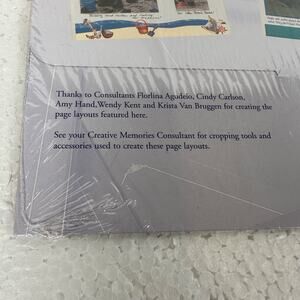 Thanks to Consultants Florlina Agudelo, Cindy Carlson,
Amy Hand, Wendy Kent and Krista Van Bruggen for creating the
page layouts featured here.
See your Creative Memories Consultant for cropping tools and
accessories used to create these page layouts.